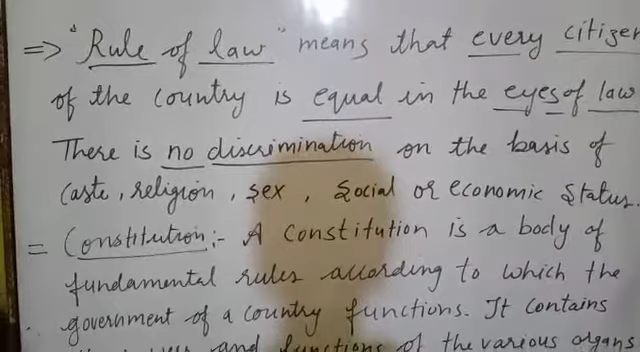 ⇒ "Rule of law" means that every citizen
of the country is equal in the eyes of law
There is no discrimination on the basis of
Caste, religion, sex, social or economic status.
= Constitution:- A constitution is a body of
fundamental rules according to which the
government of a country functions. It contains
and functions of the various organs